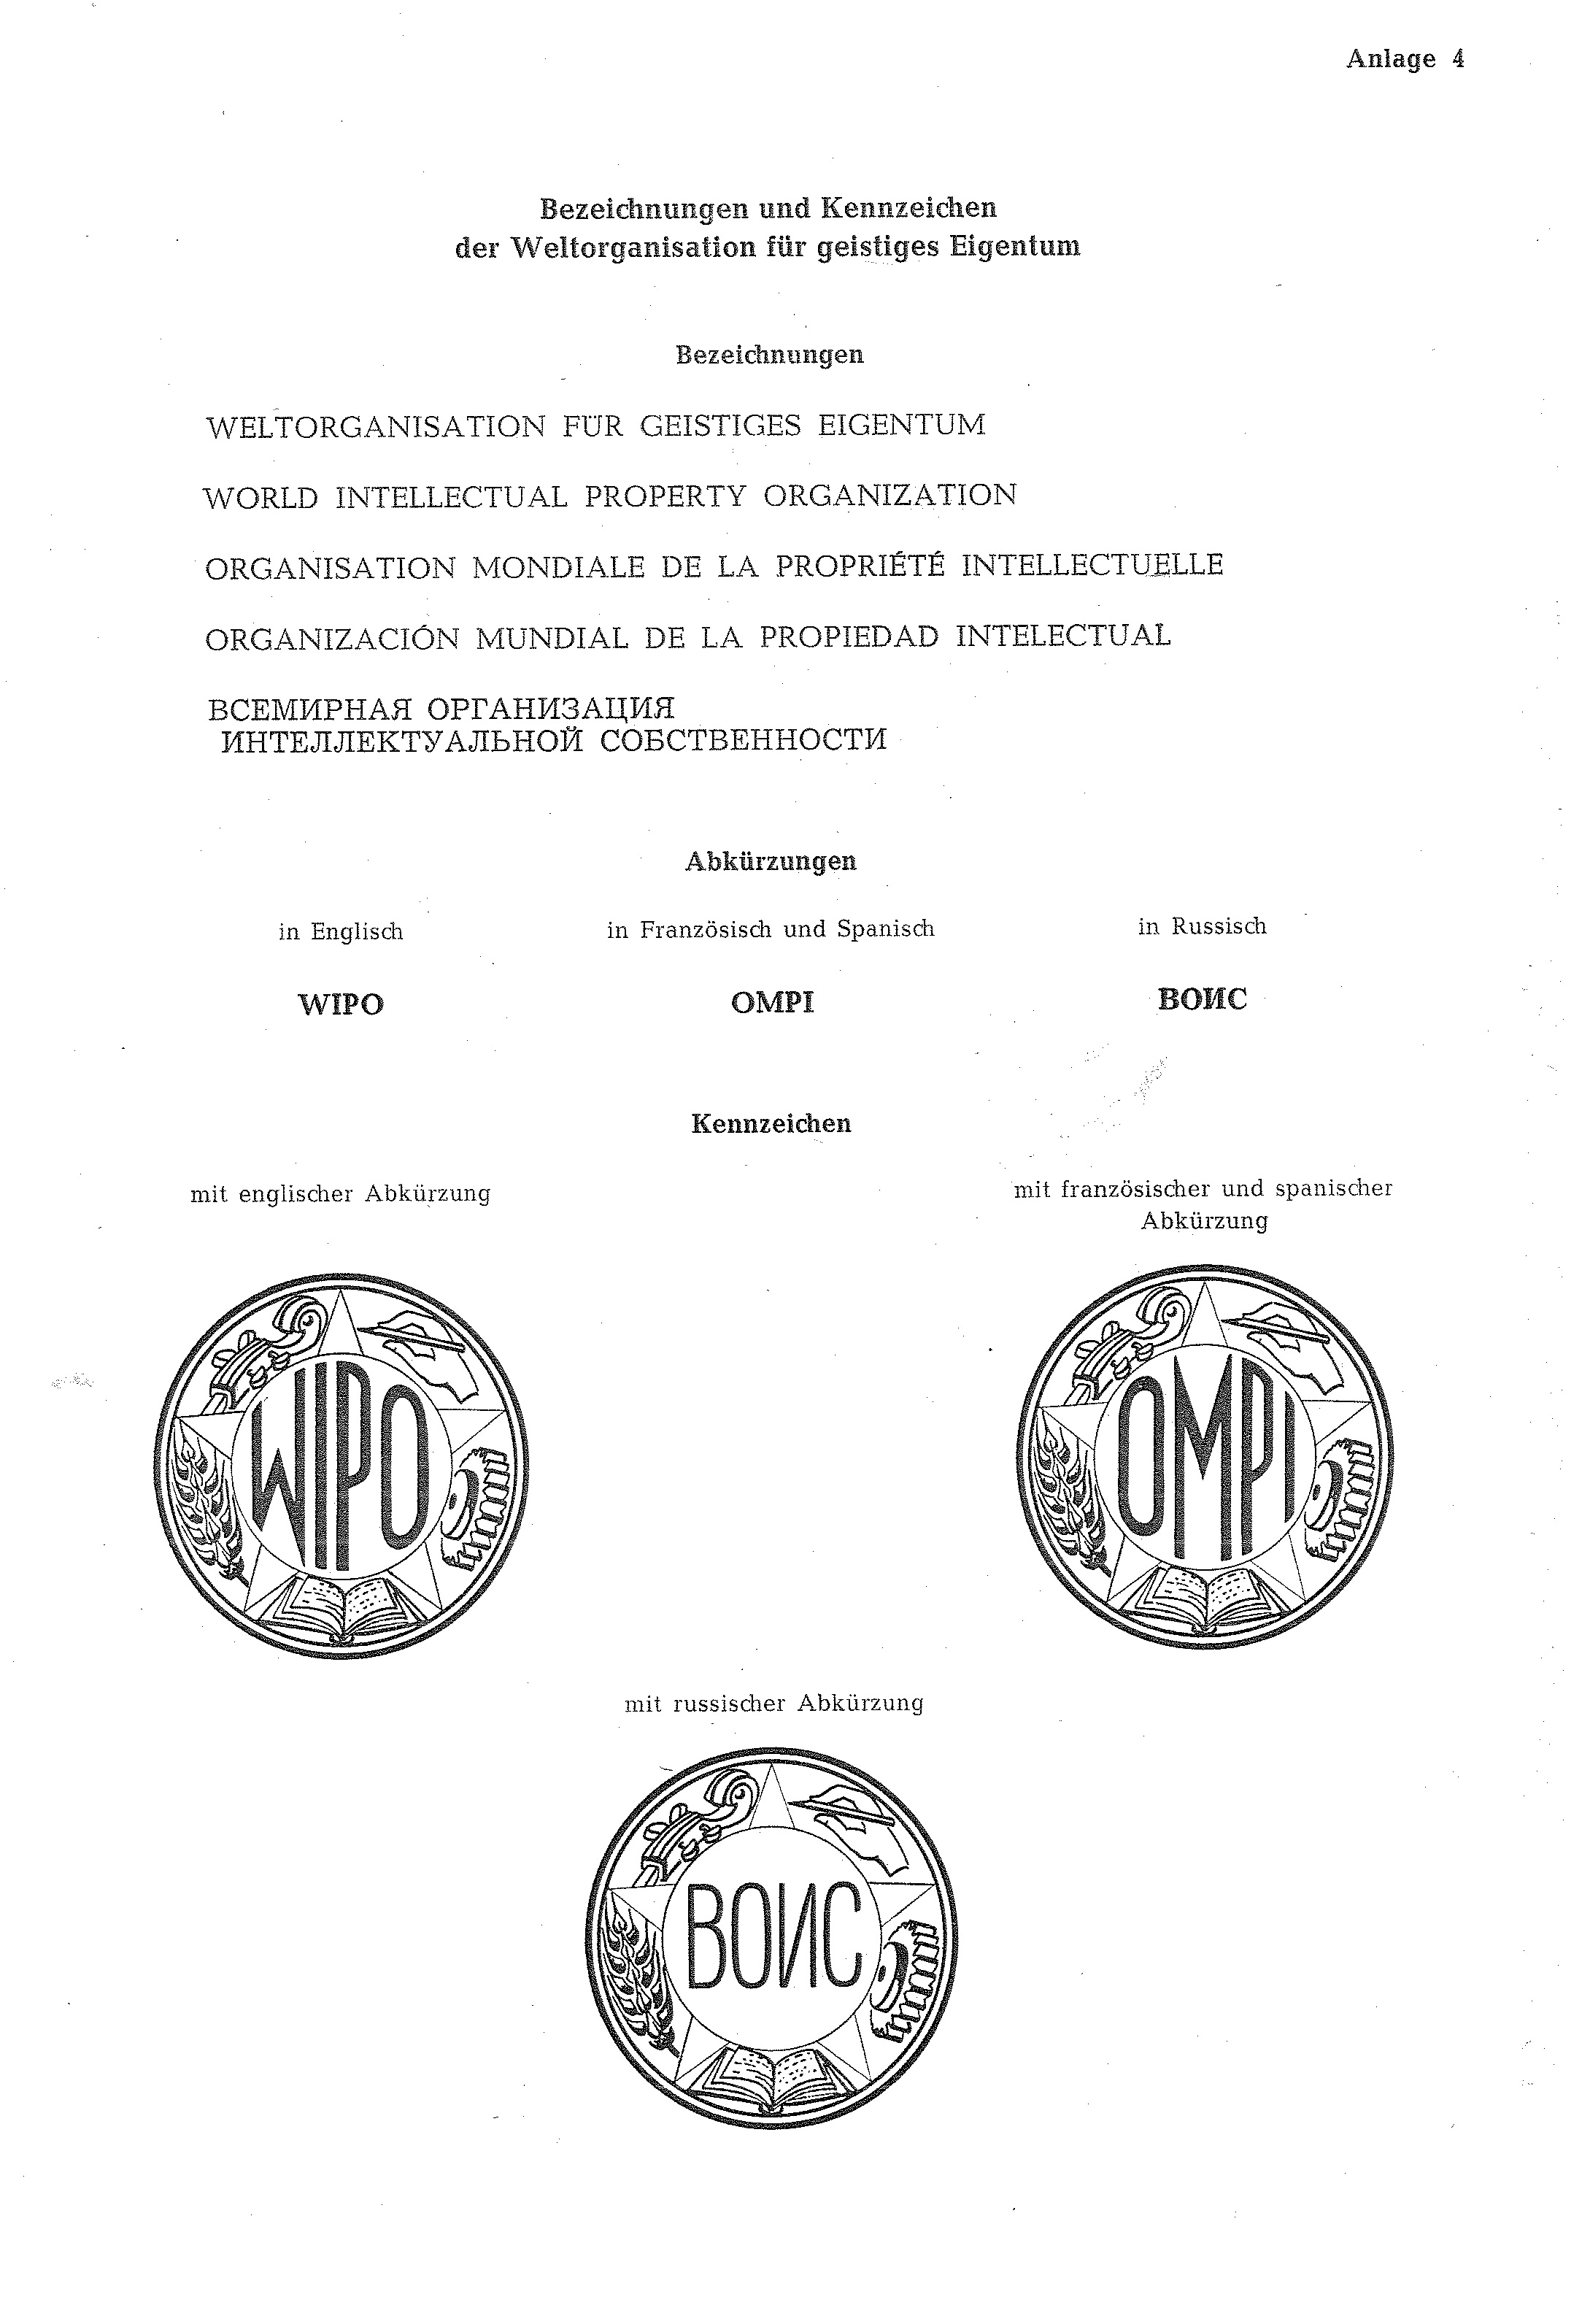 Anlage 4
Bezeichnungen und Kennzeichen
der Weltorganisation für geistiges Eigentum
Bezeichnungen
WELTORGANISATION FÜR GEISTIGES EIGENTUM
WORLD INTELLECTUAL PROPERTY ORGANIZATION
ORGANISATION MONDIALE DE LA PROPRIÉTÉ INTELLECTUELLE
ORGANIZACIÓN MUNDIAL DE LA PROPIEDAD INTELECTUAL
ВСЕМИРНАЯ ОРГАНИЗАЦИЯ
ИНТЕЛЛЕКТУАЛЬНОЙ СОБСТВЕННОСТИ
Abkürzungen
in Englisch in Französisch und Spanisch in Russisch
WIPO OMPI ВОИС
Kennzeichen
mit englischer Abkürzung mit französischer und spanischer
Abkürzung
WIPO OMPI
mit russischer Abkürzung
ВОИС